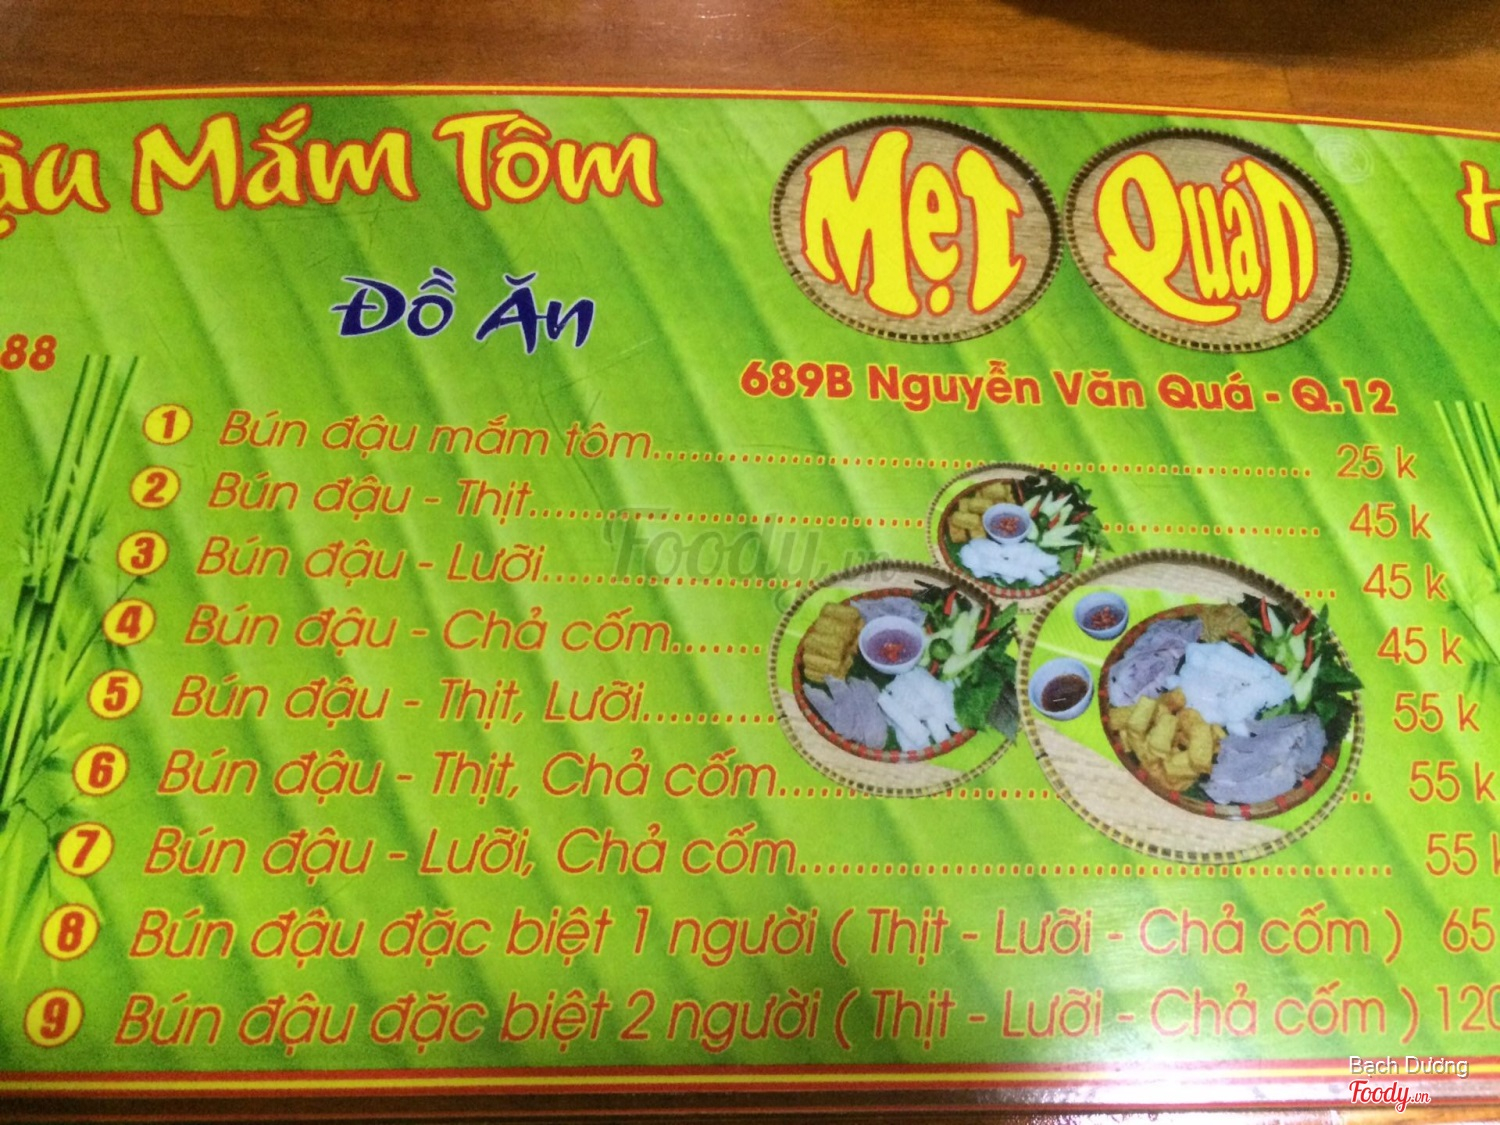 Mắm Tôm
Mẹt Quán
Đồ Ăn
88
689B Nguyễn Văn Quá - Q.12
1 Bún đậu mắm tôm 25 k
2 Bún đậu - Thịt 45 k
3 Bún đậu - Lưỡi 45 k
4 Bún đậu - Chả cốm 45 k
5 Bún đậu - Thịt, Lưỡi 55 k
6 Bún đậu - Thịt, Chả cốm 55 k
7 Bún đậu - Lưỡi, Chả cốm 55 k
8 Bún đậu đặc biệt 1 người ( Thịt - Lưỡi - Chả cốm ) 65
9 Bún đậu đặc biệt 2 người ( Thịt - Lưỡi - Chả cốm ) 120
Foody.vn
Bạch Dương
Foody.vn